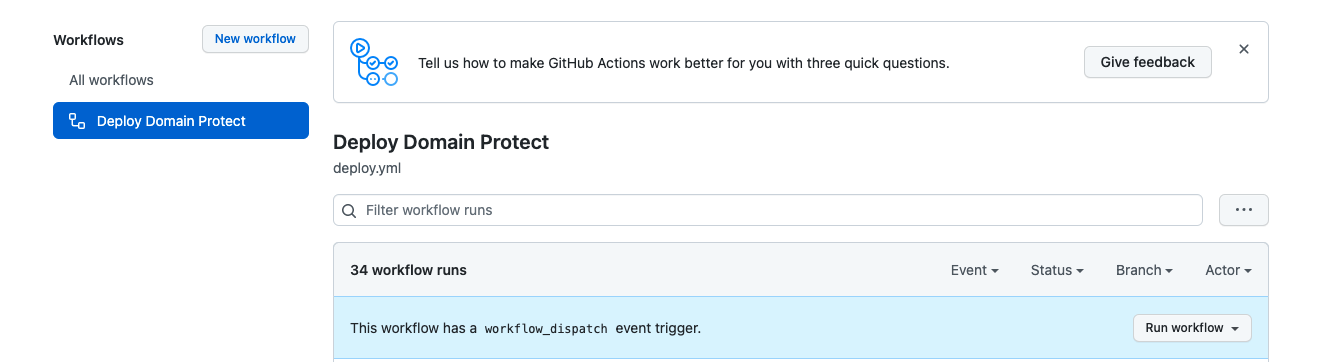 Workflows
New workflow
All workflows
Deploy Domain Protect
Tell us how to make GitHub Actions work better for you with three quick questions.
Give feedback
Deploy Domain Protect
deploy.yml
Filter workflow runs
34 workflow runs
Event
Status
Branch
Actor
This workflow has a workflow_dispatch event trigger.
Run workflow